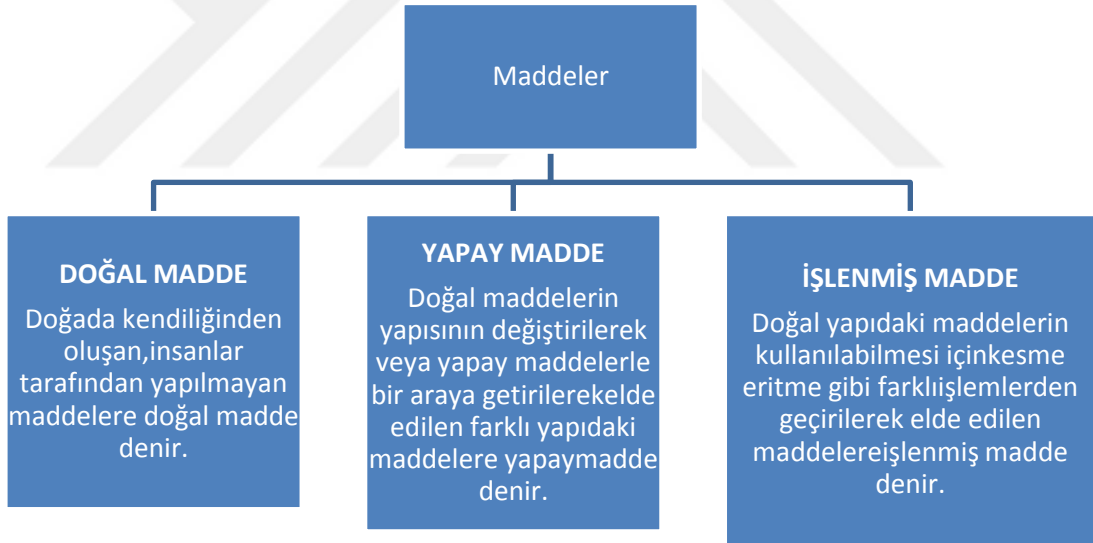 Maddeler
DOĞAL MADDE
Doğada kendiliğinden
oluşan,insanlar
tarafından yapılmayan
maddelere doğal madde
denir.
YAPAY MADDE
Doğal maddelerin
yapısının değiştirilerek
veya yapay maddelerle
bir araya getirilerekelde
edilen farklı yapıdaki
maddelere yapaymadde
denir.
İŞLENMİŞ MADDE
Doğal yapıdaki maddelerin
kullanılabilmesi içinkesme
eritme gibi farklıişlemlerden
geçirilerek elde edilen
maddelereişlenmiş madde
denir.